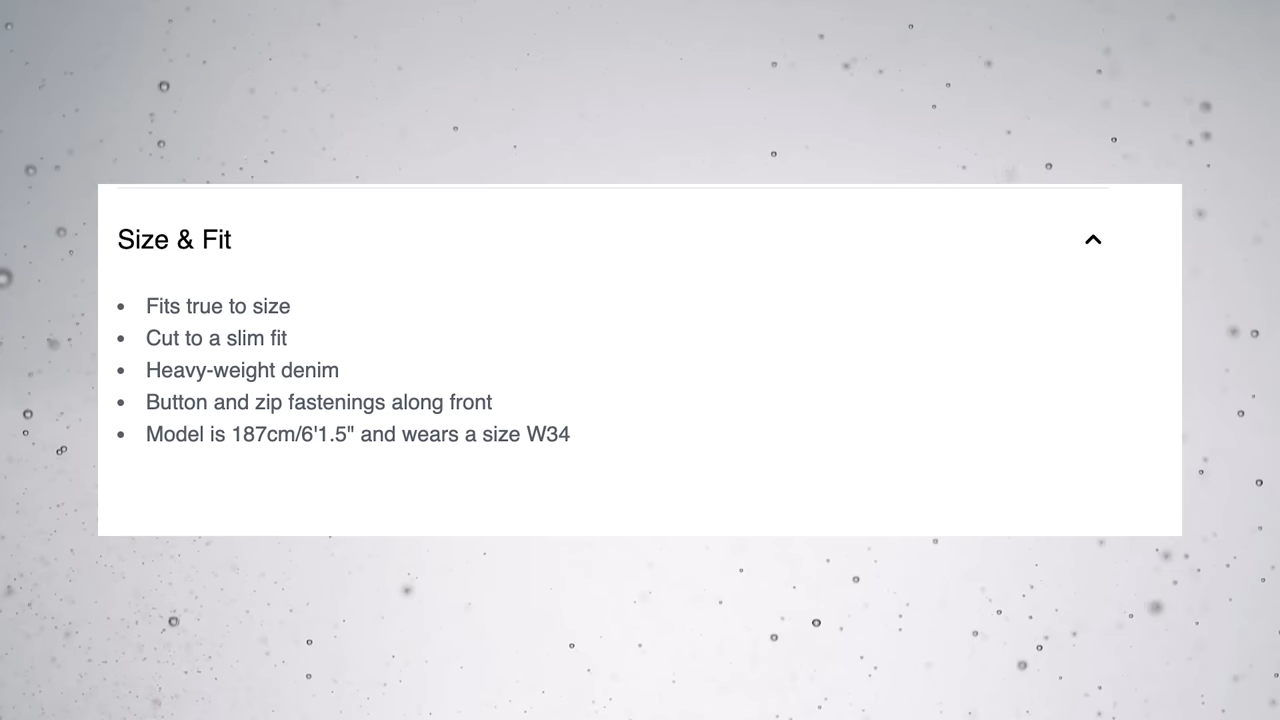 Size & Fit
• Fits true to size
• Cut to a slim fit
• Heavy-weight denim
• Button and zip fastenings along front
• Model is 187cm/6'1.5" and wears a size W34